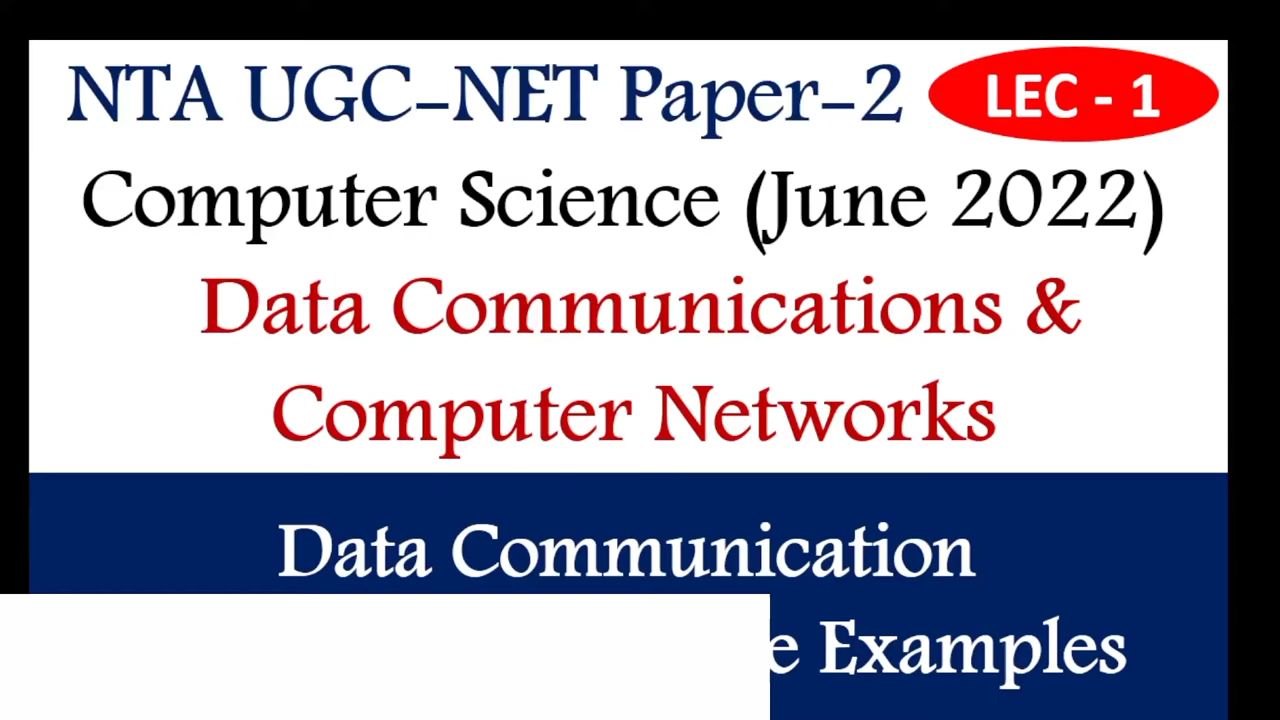 NTA UGC-NET Paper-2 LEC - 1
Computer Science (June 2022)
Data Communications &
Computer Networks
Data Communication
Examples